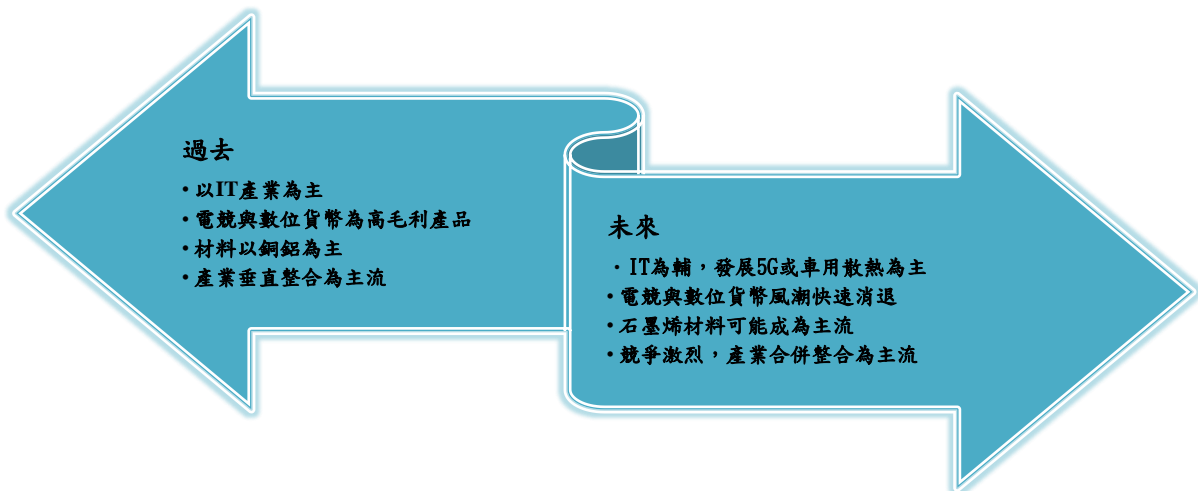 過去
•以IT產業為主
•電競與數位貨幣為高毛利產品
•材料以銅鋁為主
•產業垂直整合為主流
未來
•IT為輔，發展5G或車用散熱為主
•電競與數位貨幣風潮快速消退
•石墨烯材料可能成為主流
•競爭激烈，產業合併整合為主流